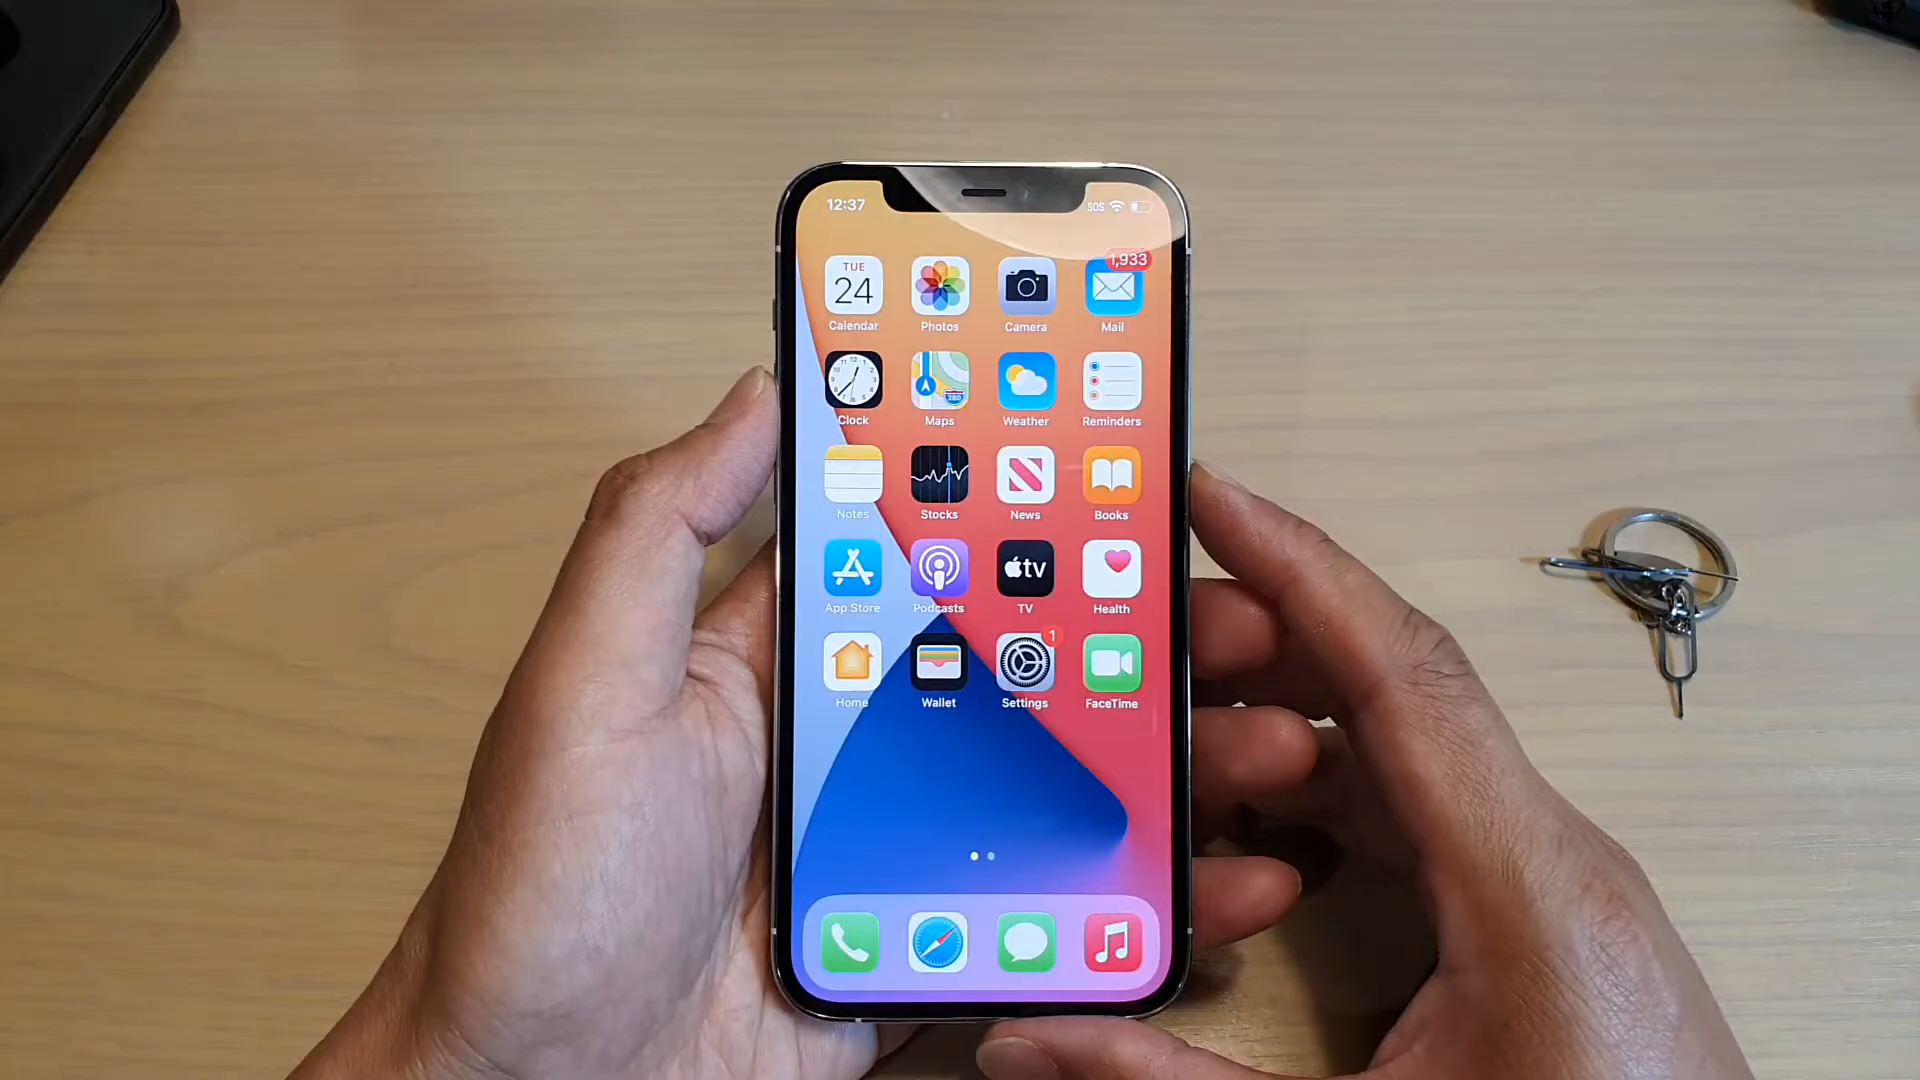 12:37 SOS
1,933
TUE
24
Calendar Photos Camera Mail
Clock Maps Weather Reminders
Notes Stocks News Books
tv
App Store Podcasts TV Health
1
Home Wallet Settings FaceTime